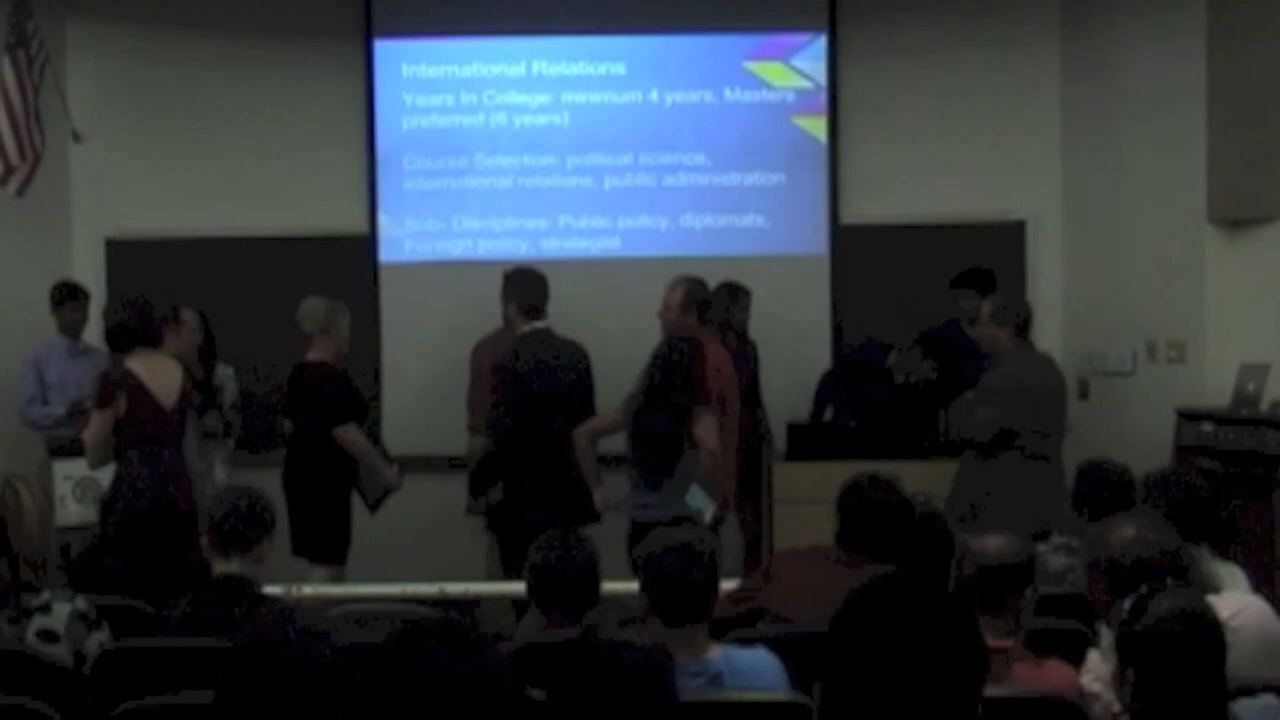 International Relations
Years In College: minimum 4 years, Masters
preferred (6 years)
Course Selection: political science,
international relations, public administration
Sub- Disciplines: Public policy, diplomats,
Foreign policy, strategist